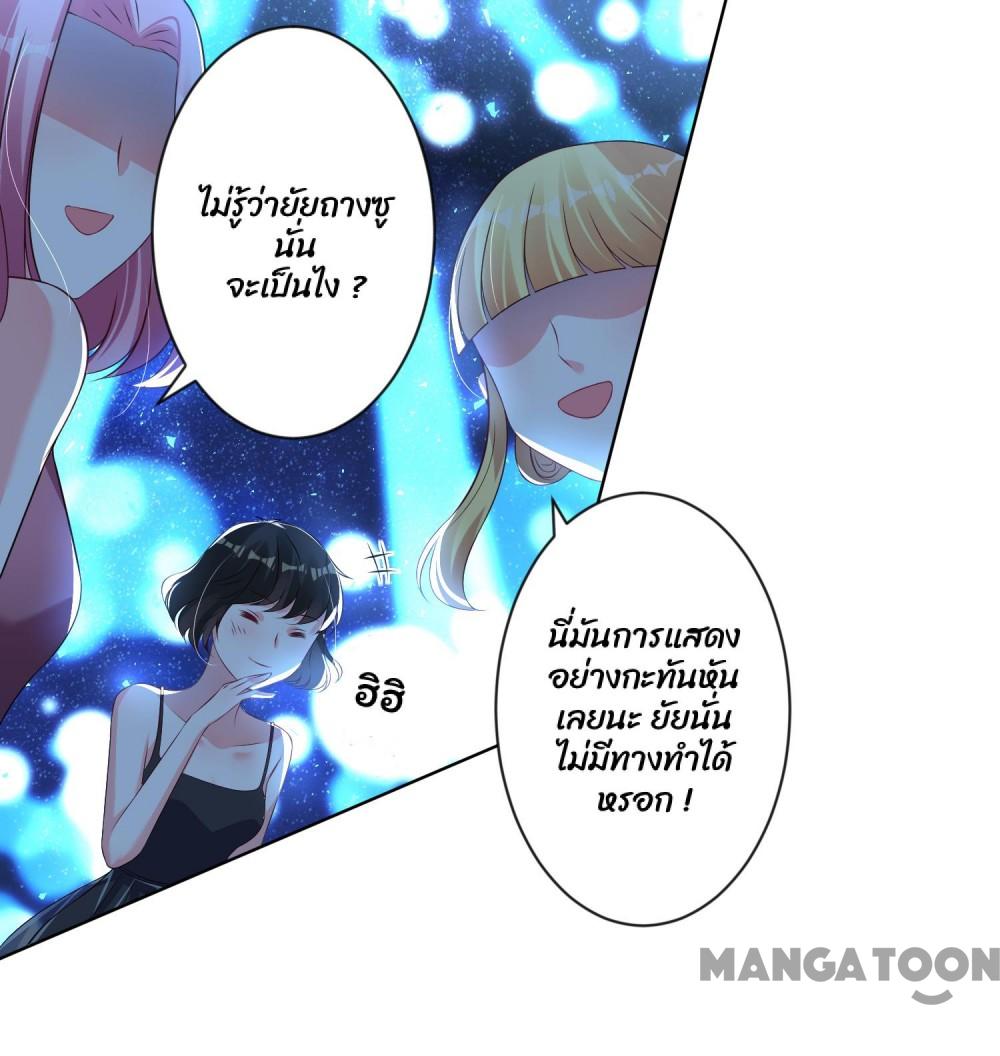 ไม่รู้ว่ายัยถางซู
นั่น
จะเป็นไง ?
ฮิฮิ
นี่มันการแสดง
อย่างกะทันหัน
เลยนะ ยัยนั่น
ไม่มีทางทำได้
หรอก !
MANGATOON